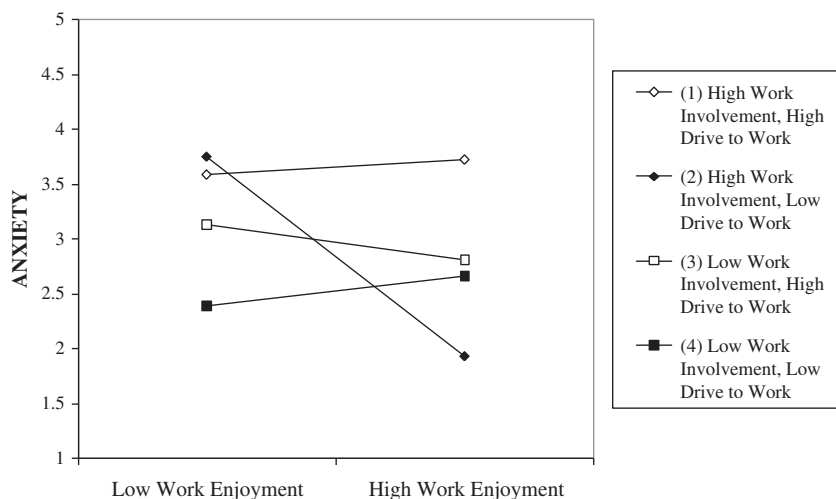 5
4.5
4
3.5
3
2.5
2
1.5
1
ANXIETY
Low Work Enjoyment
High Work Enjoyment
(1) High Work
Involvement, High
Drive to Work
(2) High Work
Involvement, Low
Drive to Work
(3) Low Work
Involvement, High
Drive to Work
(4) Low Work
Involvement, Low
Drive to Work